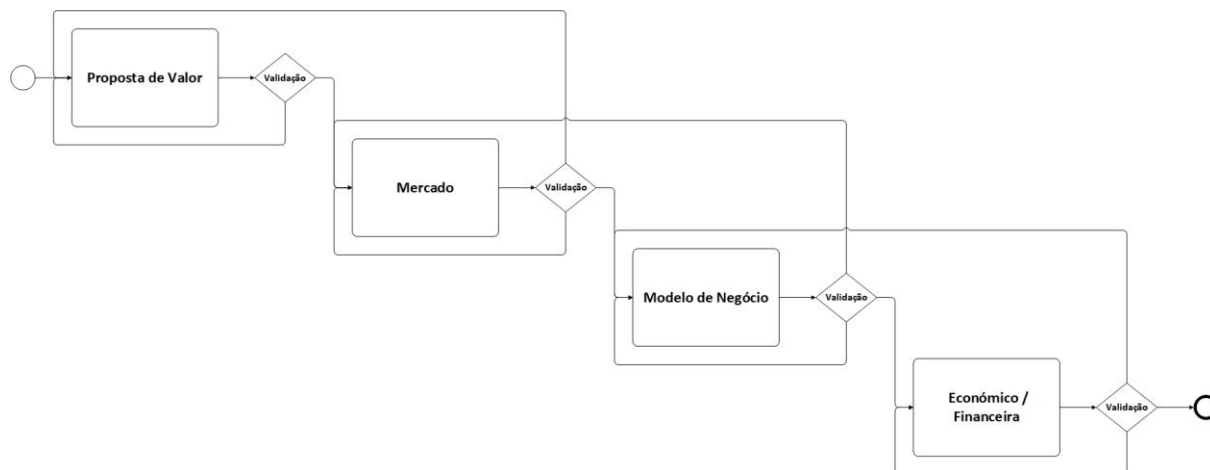 Proposta de Valor
Validação
Mercado
Validação
Modelo de Negócio
Validação
Económico /
Financeira
Validação